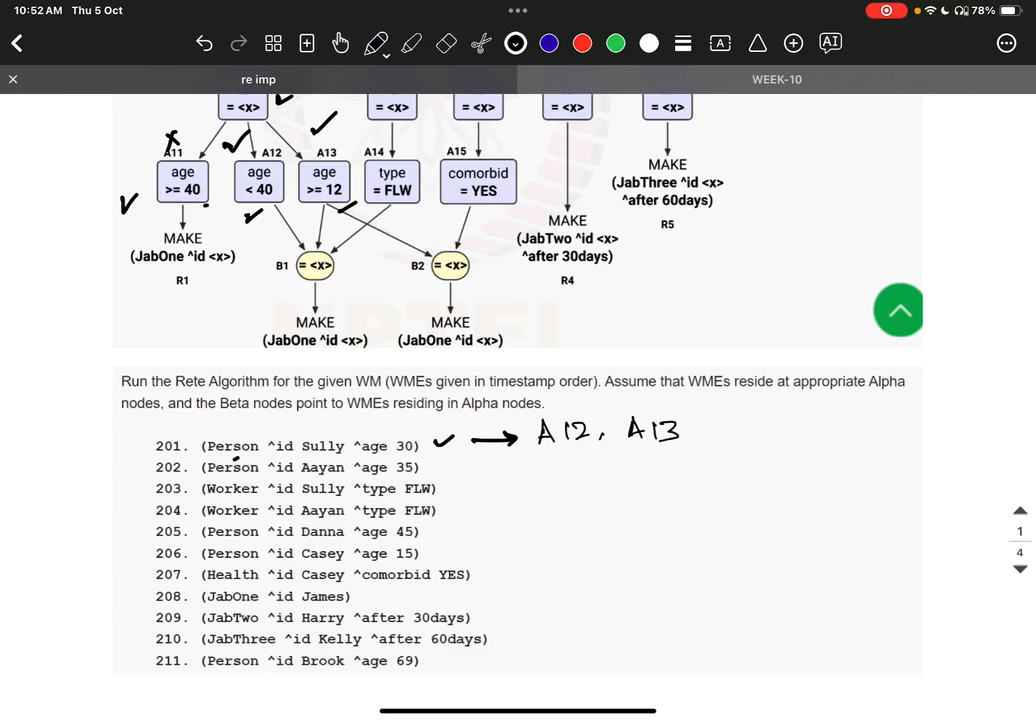 10:52 AM Thu 5 Oct
78%
A
AI
re imp
WEEK-10
= <x> = <x> = <x> = <x> = <x>
A11 A12 A13 A14 A15
age >= 40
age < 40
age >= 12
type = FLW
comorbid = YES
MAKE
(JabOne ^id <x>)
R1
B1 = <x>
B2 = <x>
MAKE
(JabOne ^id <x>)
MAKE
(JabOne ^id <x>)
MAKE
(JabTwo ^id <x>
^after 30days)
R4
MAKE
(JabThree ^id <x>
^after 60days)
R5
NPTEL
Run the Rete Algorithm for the given WM (WMEs given in timestamp order). Assume that WMEs reside at appropriate Alpha
nodes, and the Beta nodes point to WMEs residing in Alpha nodes.
201. (Person ^id Sully ^age 30) → A12, A13
202. (Person ^id Aayan ^age 35)
203. (Worker ^id Sully ^type FLW)
204. (Worker ^id Aayan ^type FLW)
205. (Person ^id Danna ^age 45)
206. (Person ^id Casey ^age 15)
207. (Health ^id Casey ^comorbid YES)
208. (JabOne ^id James)
209. (JabTwo ^id Harry ^after 30days)
210. (JabThree ^id Kelly ^after 60days)
211. (Person ^id Brook ^age 69)
1
4